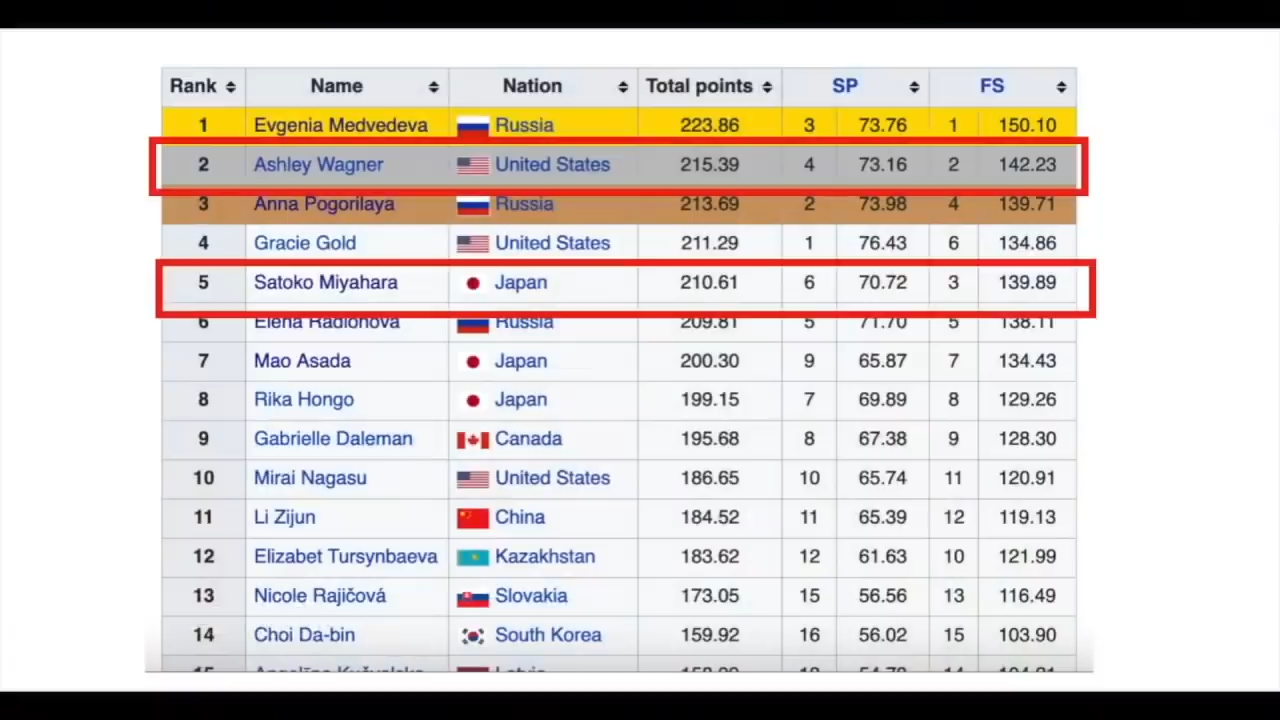 Rank Name Nation Total points SP FS
1 Evgenia Medvedeva Russia 223.86 3 73.76 1 150.10
2 Ashley Wagner United States 215.39 4 73.16 2 142.23
3 Anna Pogorilaya Russia 213.69 2 73.98 4 139.71
4 Gracie Gold United States 211.29 1 76.43 6 134.86
5 Satoko Miyahara Japan 210.61 6 70.72 3 139.89
6 Elena Radionova Russia 209.81 5 71.70 5 138.11
7 Mao Asada Japan 200.30 9 65.87 7 134.43
8 Rika Hongo Japan 199.15 7 69.89 8 129.26
9 Gabrielle Daleman Canada 195.68 8 67.38 9 128.30
10 Mirai Nagasu United States 186.65 10 65.74 11 120.91
11 Li Zijun China 184.52 11 65.39 12 119.13
12 Elizabet Tursynbaeva Kazakhstan 183.62 12 61.63 10 121.99
13 Nicole Rajičová Slovakia 173.05 15 56.56 13 116.49
14 Choi Da-bin South Korea 159.92 16 56.02 15 103.90